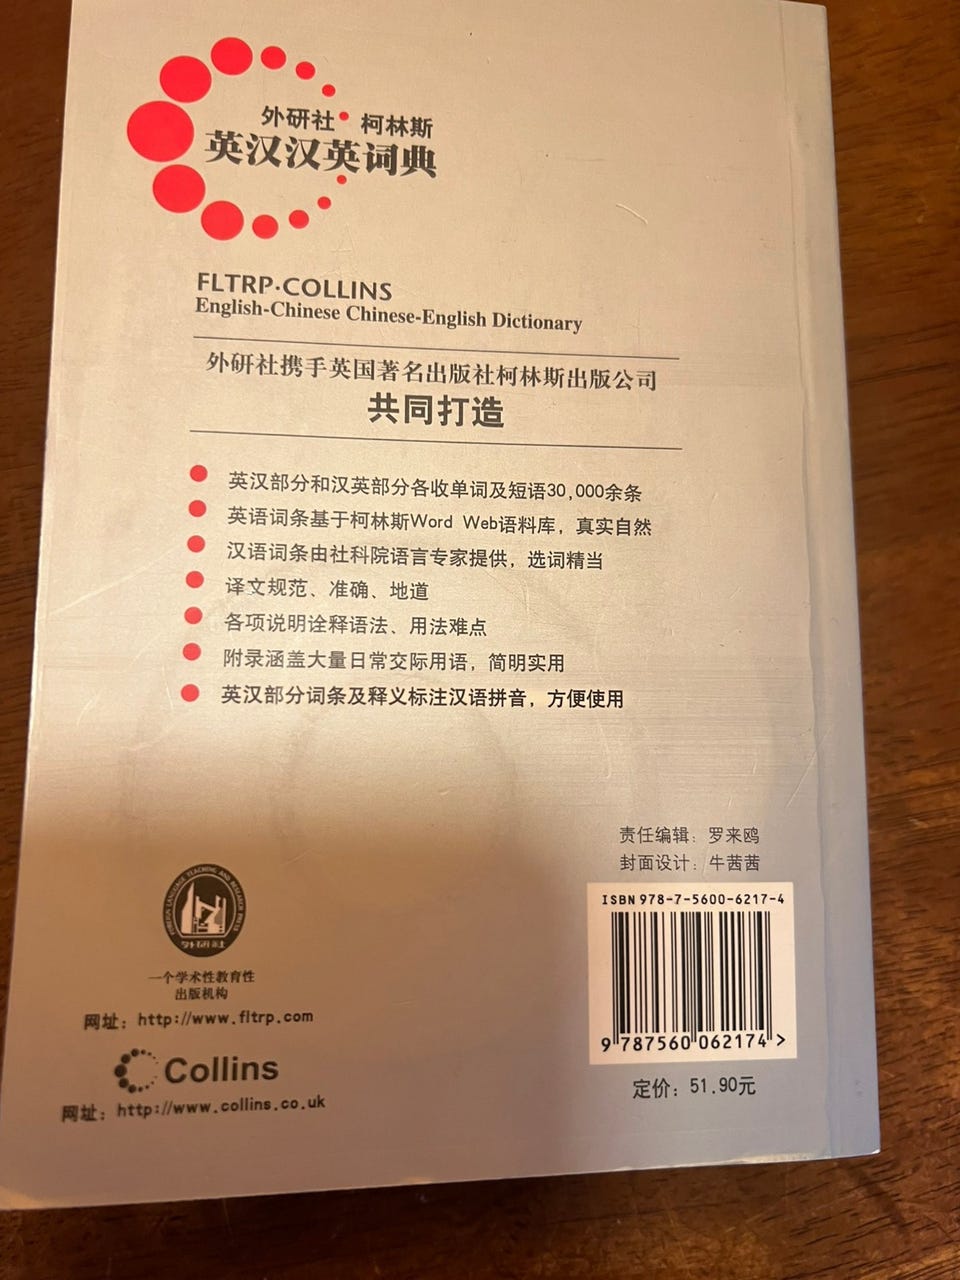 外研社·柯林斯
英汉汉英词典
FLTRP·COLLINS
English-Chinese Chinese-English Dictionary
外研社携手英国著名出版社柯林斯出版公司
共同打造
英汉部分和汉英部分各收单词及短语30,000余条
英语词条基于柯林斯Word Web语料库，真实自然
汉语词条由社科院语言专家提供，选词精当
译文规范、准确、地道
各项说明诠释语法、用法难点
附录涵盖大量日常交际用语，简明实用
英汉部分词条及释义标注汉语拼音，方便使用
责任编辑：罗来鸥
封面设计：牛茜茜
ISBN 978-7-5600-6217-4
9 787560 062174 >
定价：51.90元
FOREIGN LANGUAGE TEACHING AND RESEARCH PRESS
外研社
一个学术性教育性
出版机构
网址：http://www.fltrp.com
Collins
网址：http://www.collins.co.uk